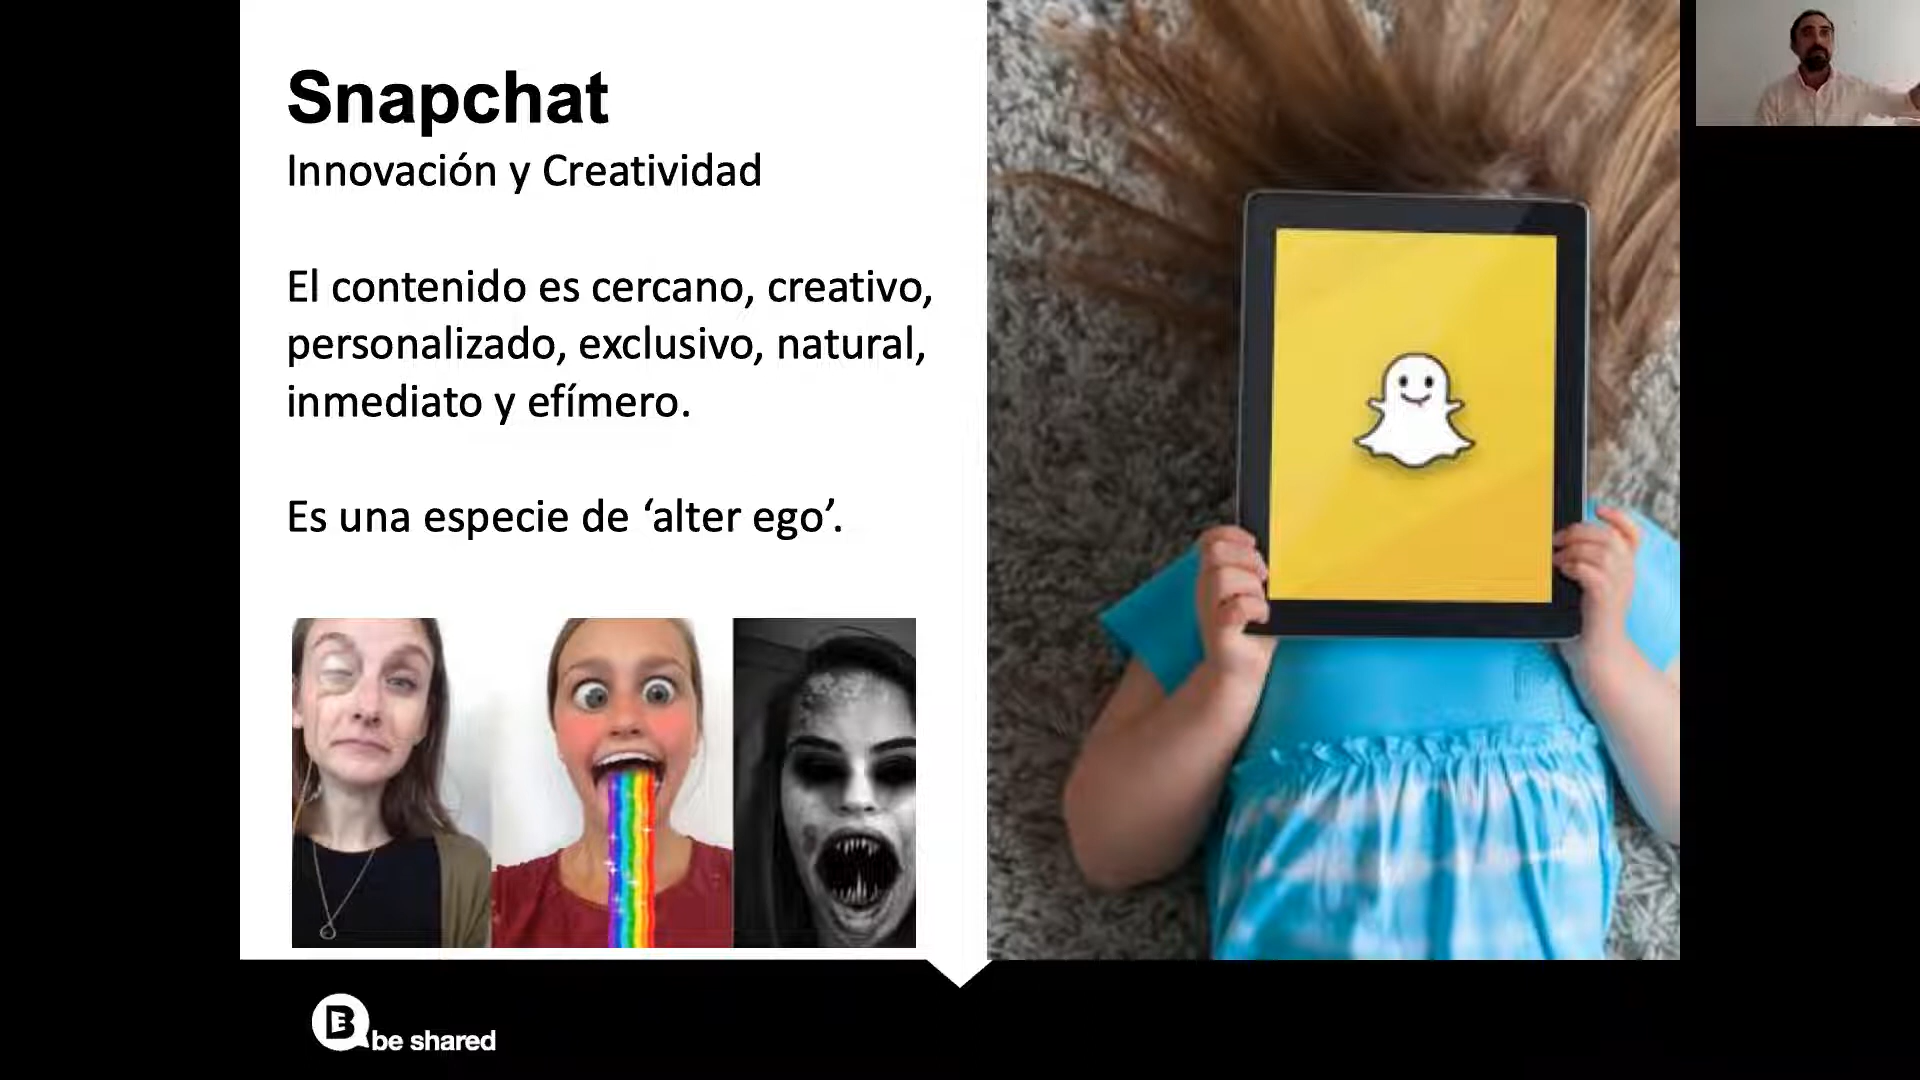 Snapchat
Innovación y Creatividad
El contenido es cercano, creativo,
personalizado, exclusivo, natural,
inmediato y efímero.
Es una especie de ‘alter ego’.
B be shared